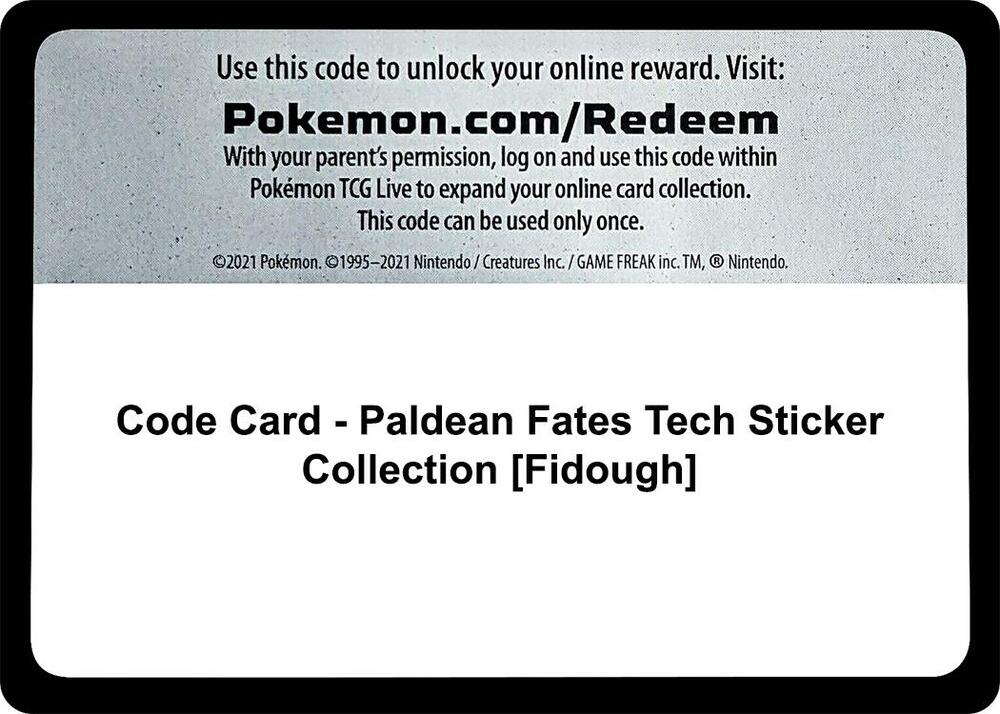 Use this code to unlock your online reward. Visit:
Pokemon.com/Redeem
With your parent's permission, log on and use this code within
Pokémon TCG Live to expand your online card collection.
This code can be used only once.
©2021 Pokémon. ©1995–2021 Nintendo / Creatures Inc. / GAME FREAK inc. TM, ® Nintendo.
Code Card - Paldean Fates Tech Sticker
Collection [Fidough]